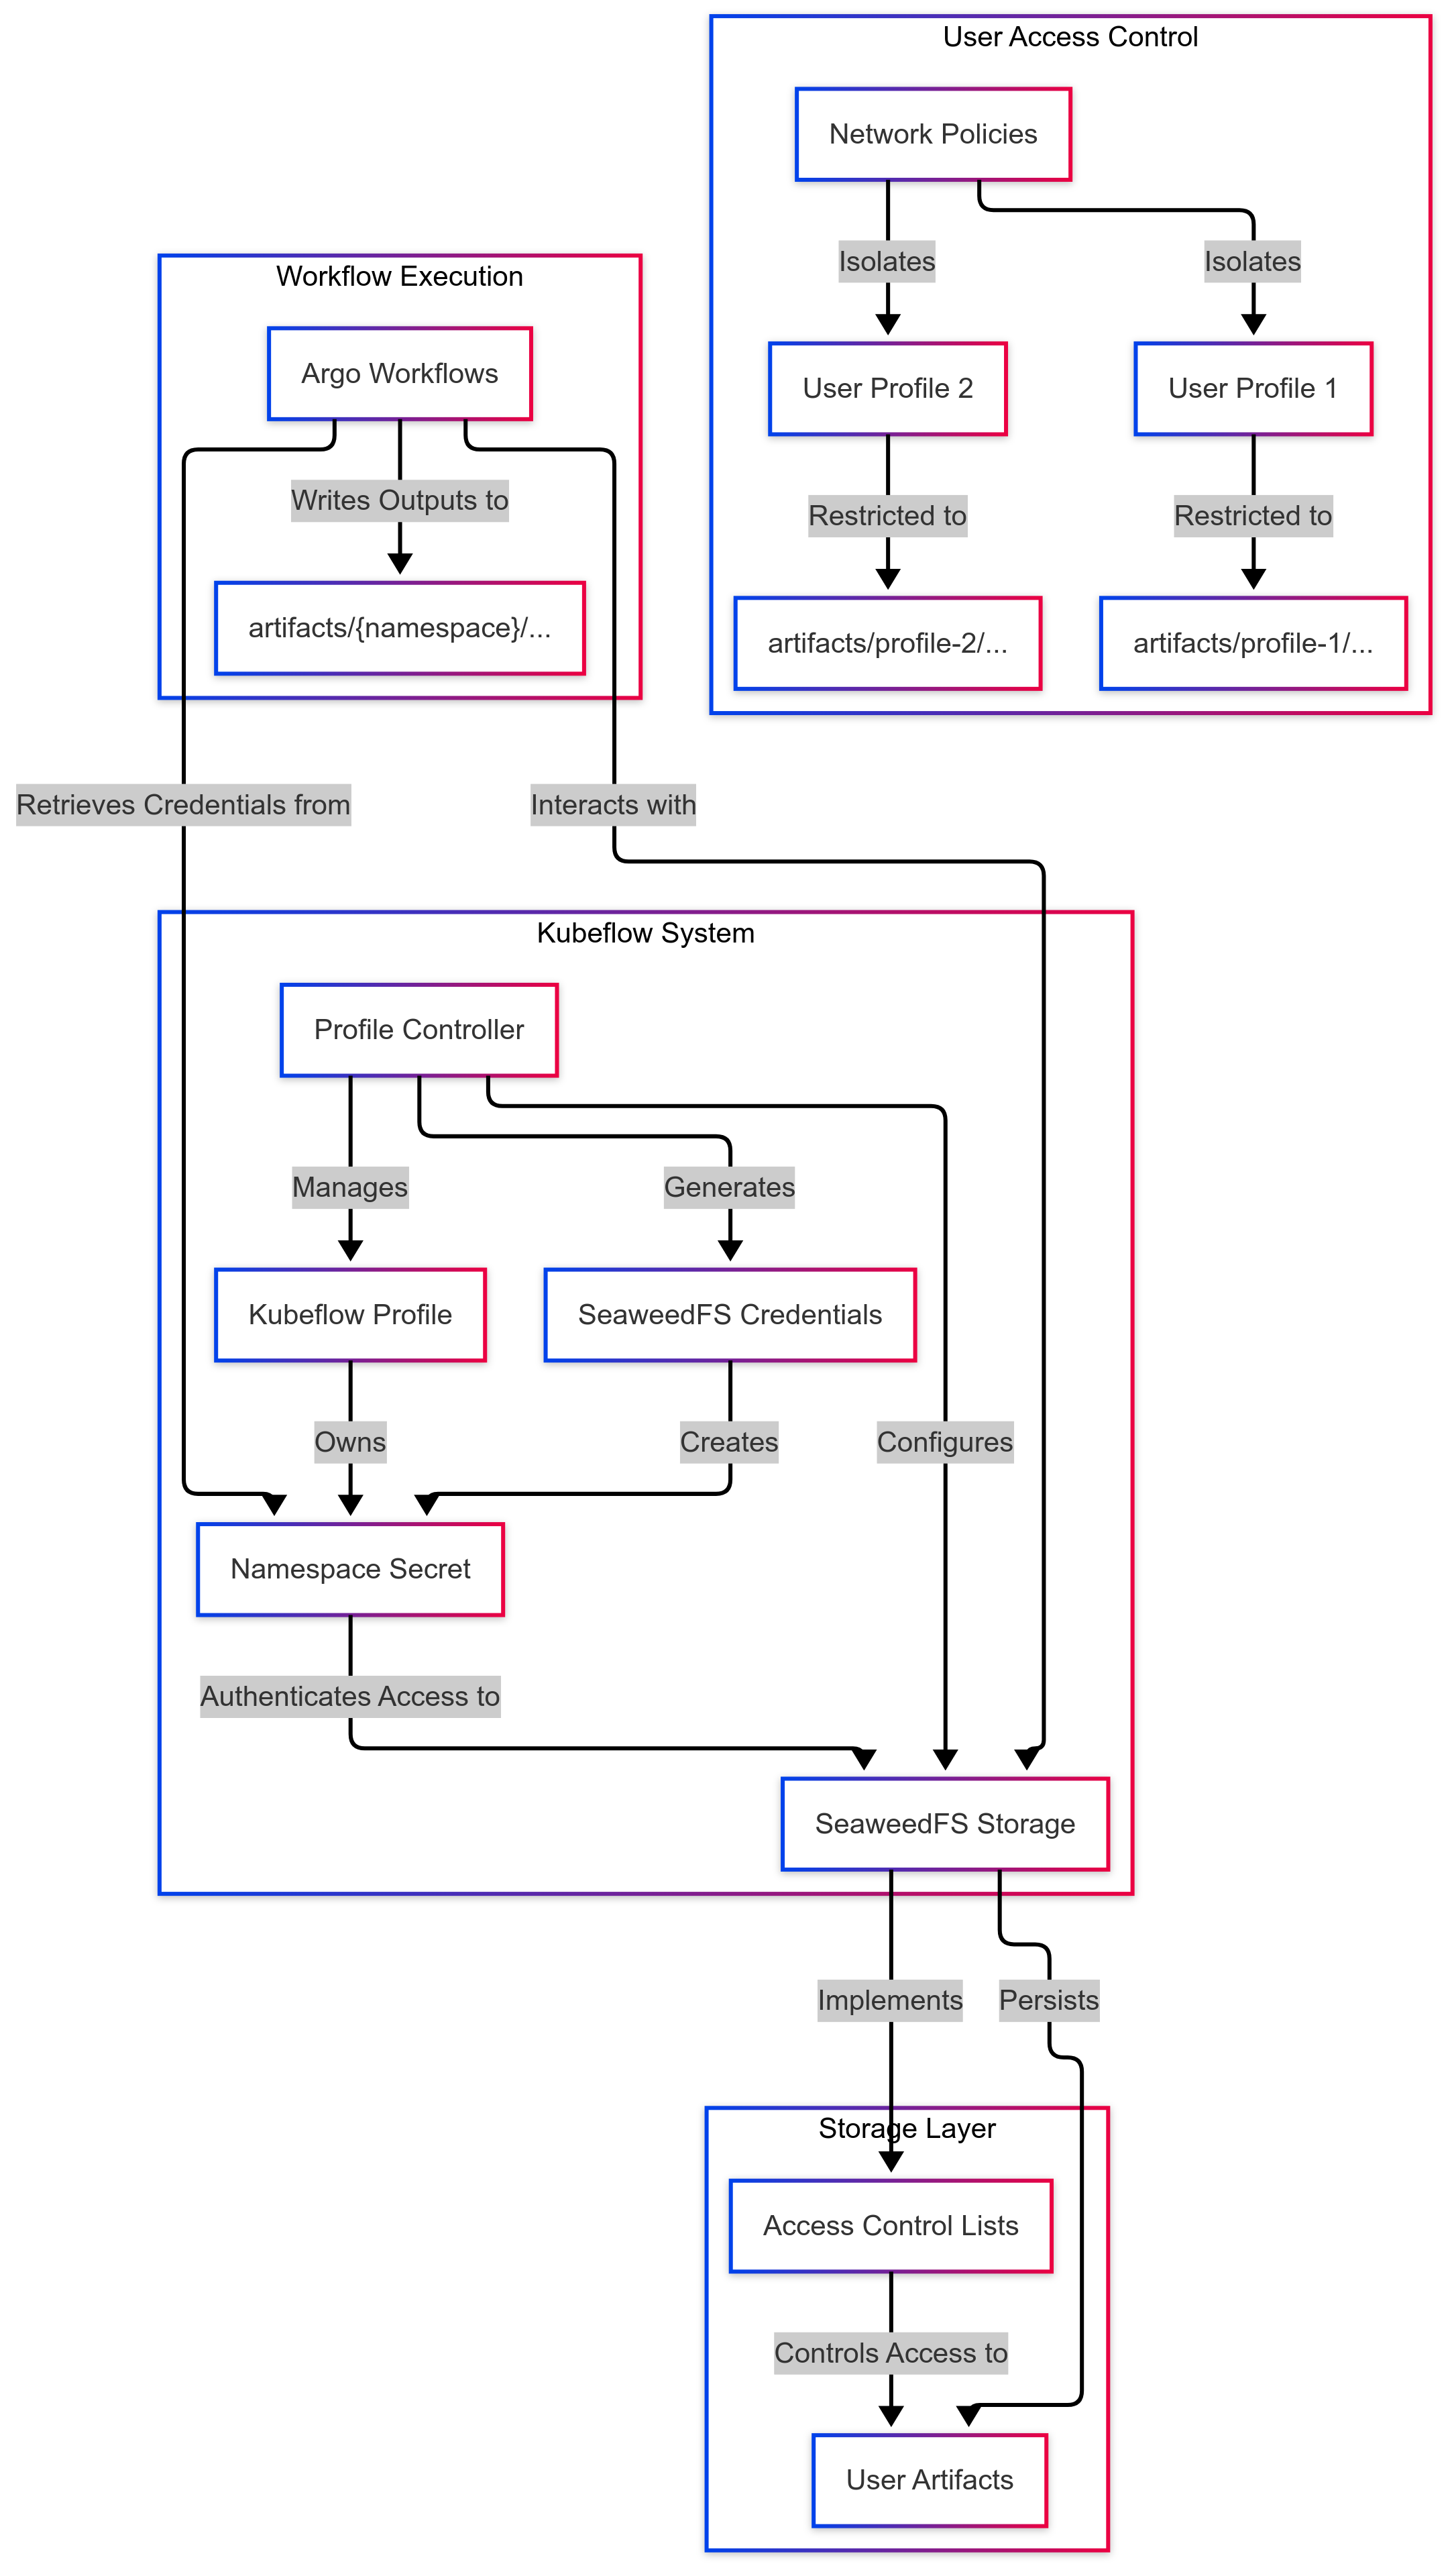 User Access Control
Network Policies
Isolates
Isolates
User Profile 2
User Profile 1
Restricted to
Restricted to
artifacts/profile-2/...
artifacts/profile-1/...
Workflow Execution
Argo Workflows
Writes Outputs to
artifacts/{namespace}/...
Retrieves Credentials from
Interacts with
Kubeflow System
Profile Controller
Manages
Generates
Kubeflow Profile
SeaweedFS Credentials
Owns
Creates
Configures
Namespace Secret
Authenticates Access to
SeaweedFS Storage
Implements
Persists
Storage Layer
Access Control Lists
Controls Access to
User Artifacts